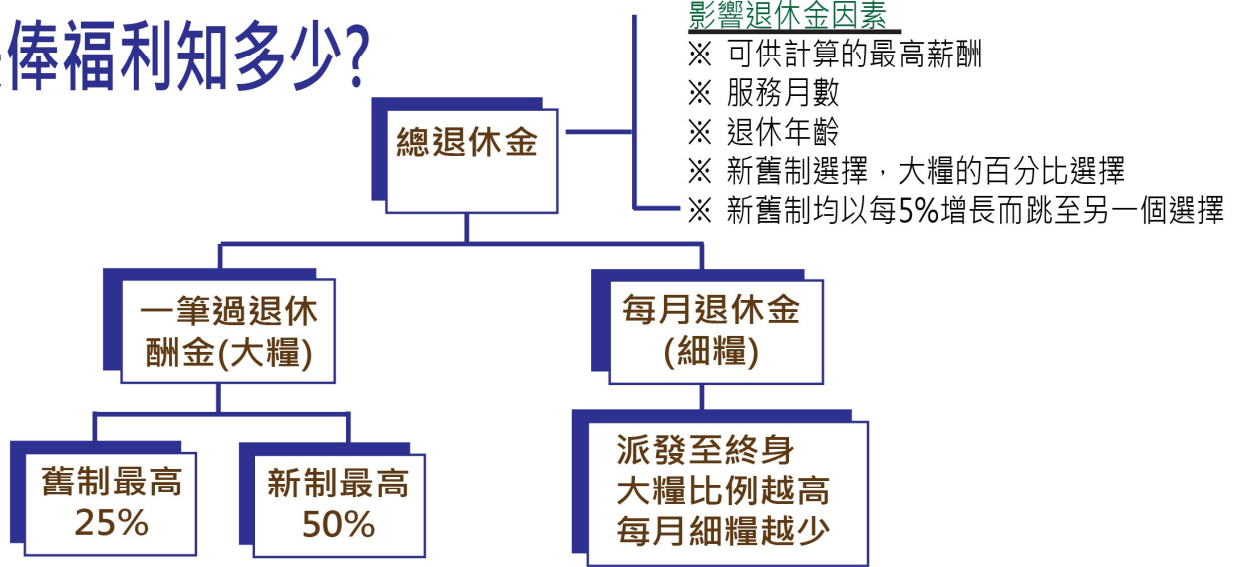 俸福利知多少?
影響退休金因素
※ 可供計算的最高薪酬
※ 服務月數
※ 退休年齡
※ 新舊制選擇，大糧的百分比選擇
※ 新舊制均以每5%增長而跳至另一個選擇
總退休金
一筆過退休
酬金(大糧)
每月退休金
(細糧)
舊制最高
25%
新制最高
50%
派發至終身
大糧比例越高
每月細糧越少